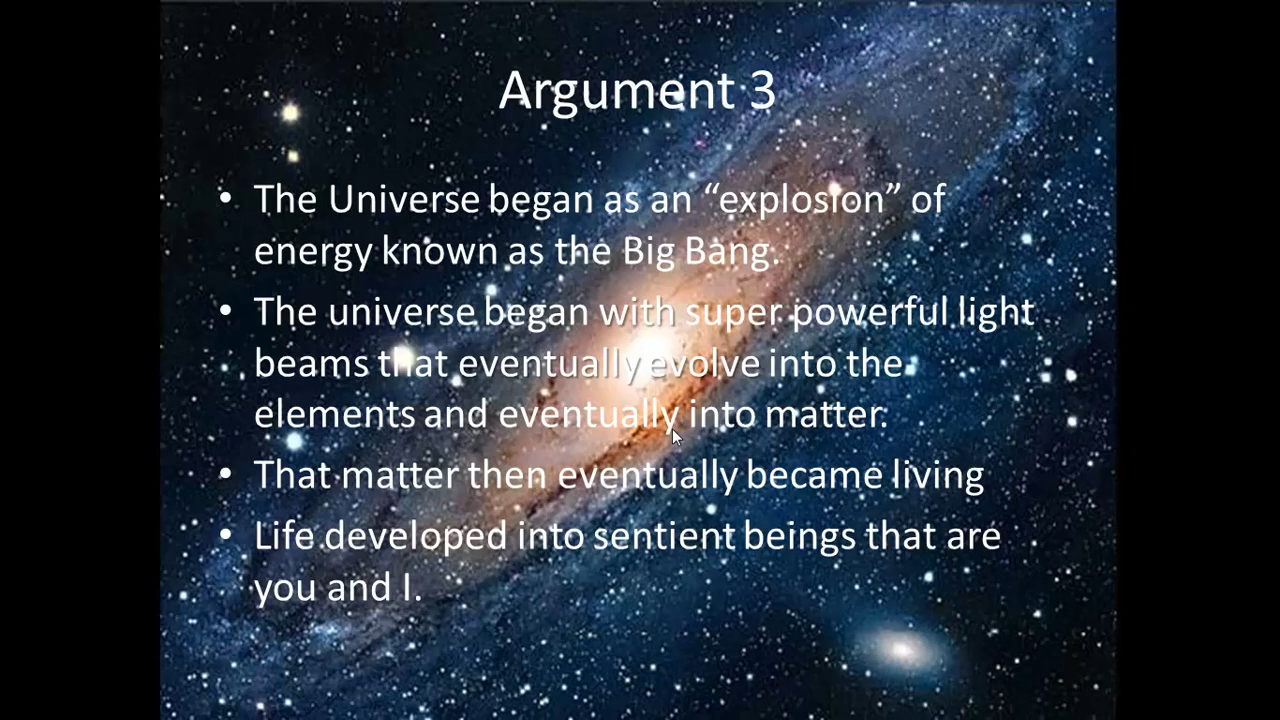 Argument 3
• The Universe began as an “explosion” of
energy known as the Big Bang.
• The universe began with super powerful light
beams that eventually evolve into the
elements and eventually into matter.
• That matter then eventually became living
• Life developed into sentient beings that are
you and I.